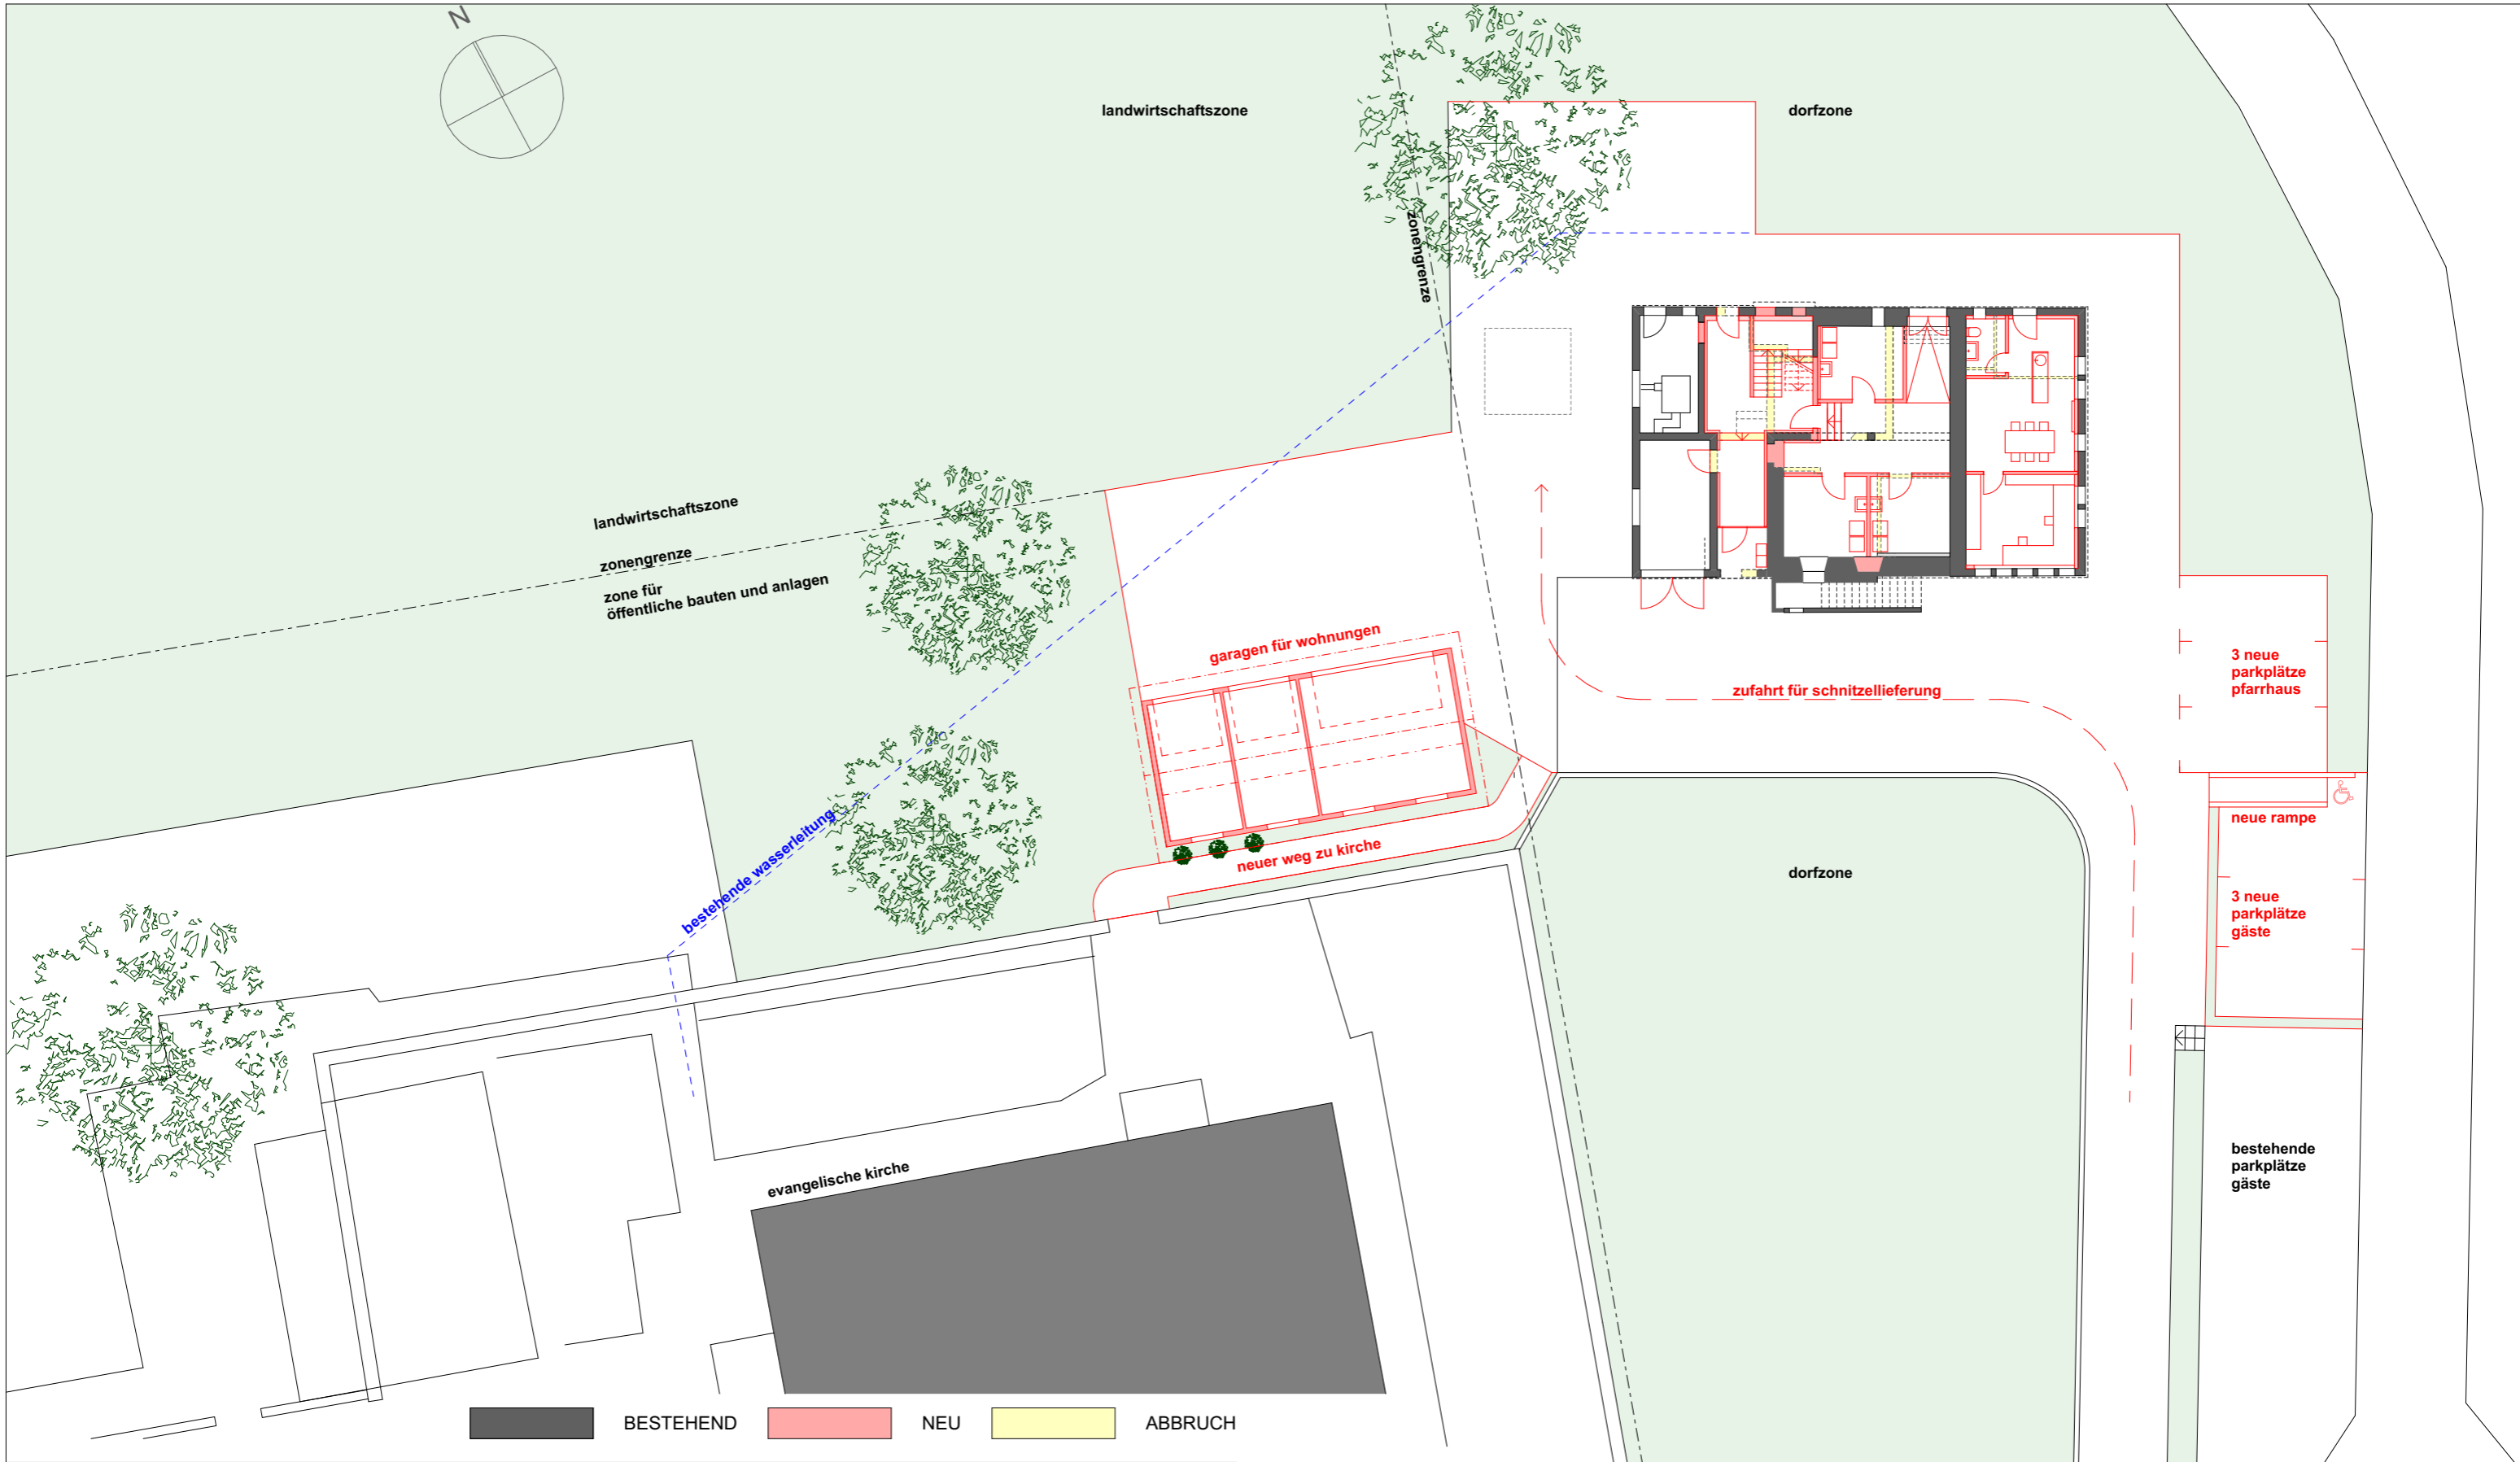 N
landwirtschaftszone
dorfzone
zonengrenze
landwirtschaftszone
zonengrenze
zone für
öffentliche bauten und anlagen
garagen für wohnungen
3 neue
parkplätze
pfarrhaus
zufahrt für schnitzellieferung
neue rampe
bestehende wasserleitung
neuer weg zu kirche
dorfzone
3 neue
parkplätze
gäste
evangelische kirche
bestehende
parkplätze
gäste
BESTEHEND
NEU
ABBRUCH